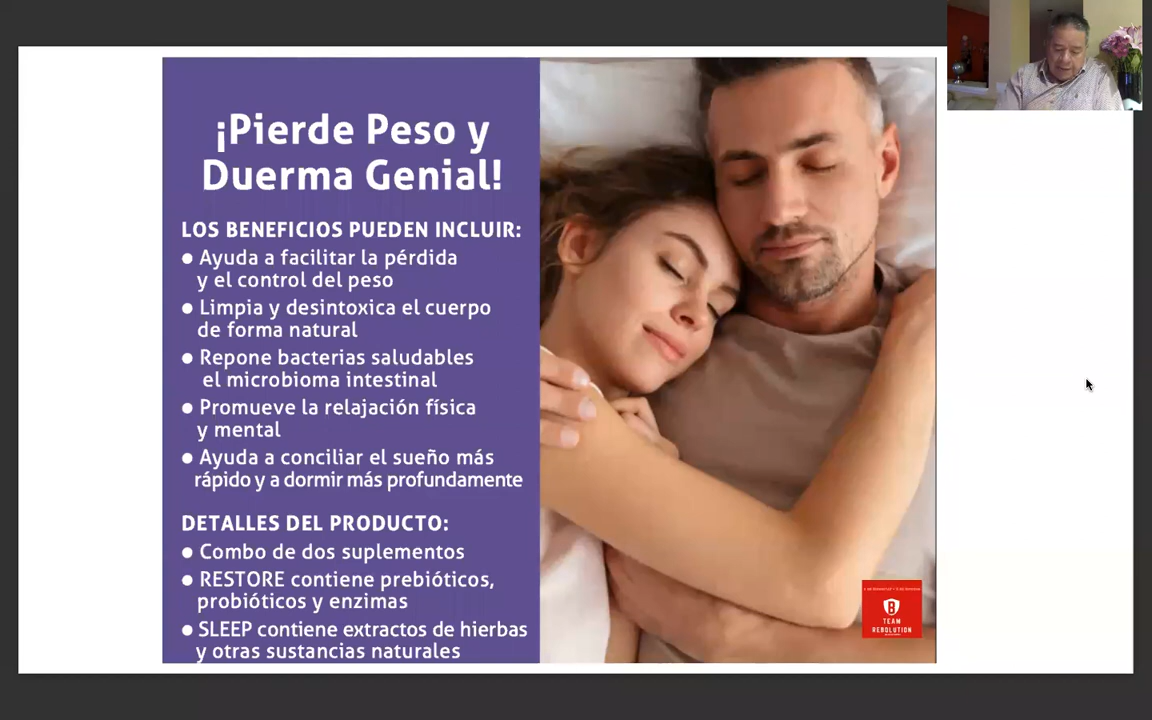 ¡Pierde Peso y
Duerma Genial!
LOS BENEFICIOS PUEDEN INCLUIR:
● Ayuda a facilitar la pérdida
y el control del peso
● Limpia y desintoxica el cuerpo
de forma natural
● Repone bacterias saludables
el microbioma intestinal
● Promueve la relajación física
y mental
● Ayuda a conciliar el sueño más
rápido y a dormir más profundamente
DETALLES DEL PRODUCTO:
● Combo de dos suplementos
● RESTORE contiene prebióticos,
probióticos y enzimas
● SLEEP contiene extractos de hierbas
y otras sustancias naturales
B
TEAM
REBOLUTION